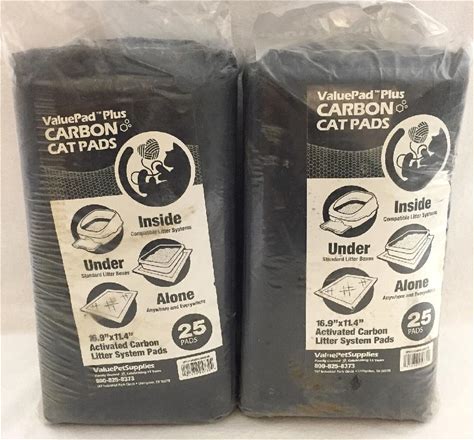 ValuePad™ Plus
CARBON
CAT PADS
Inside
Compatible Litter Systems
Under
Standard Litter Boxes
Alone
Anywhere and Everywhere
16.9"x11.4"
Activated Carbon
Litter System Pads
25
PADS
ValuePetSupplies
800-825-8373
ValuePad™ Plus
CARBON
CAT PADS
Inside
Compatible Litter Systems
Under
Standard Litter Boxes
Alone
Anywhere and Everywhere
16.9"x11.4"
Activated Carbon
Litter System Pads
25
PADS
ValuePetSupplies
800-825-8373